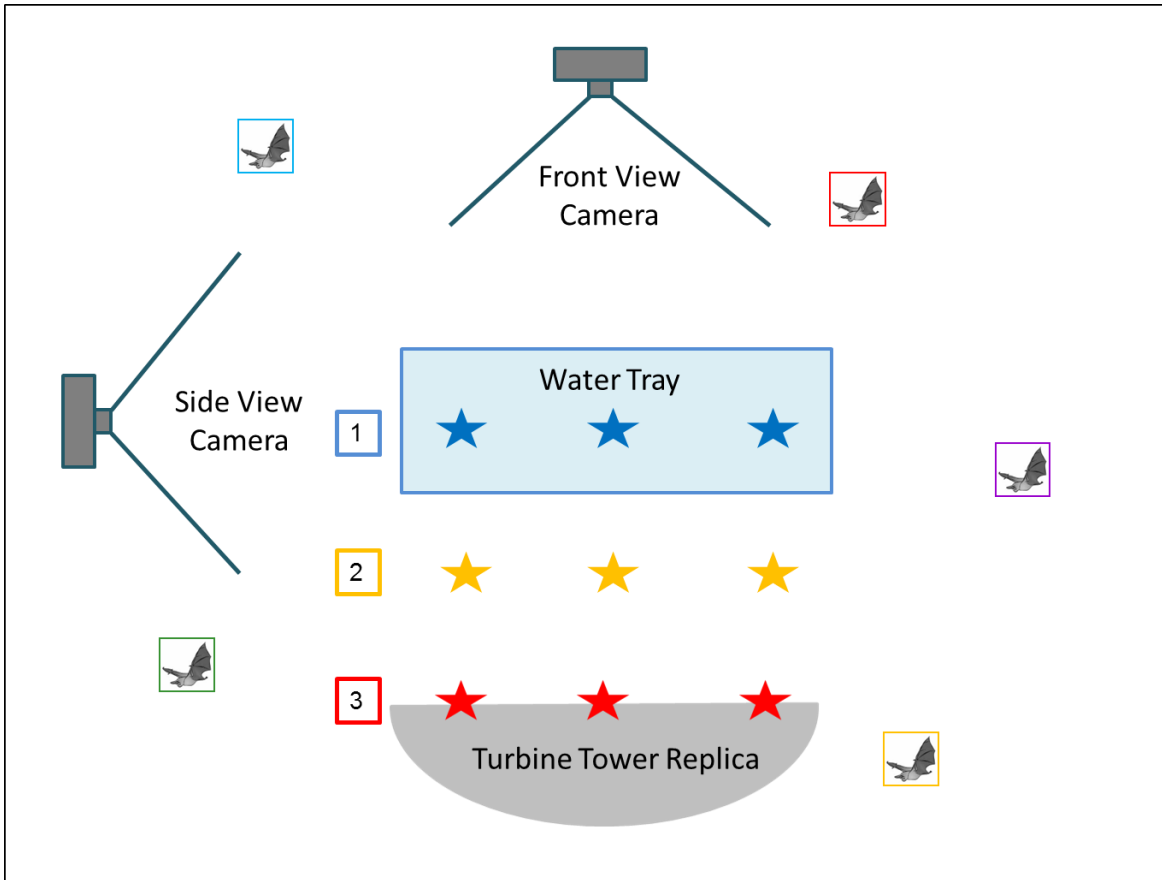 Front View
Camera
Side View
Camera
Water Tray
1
2
3
Turbine Tower Replica